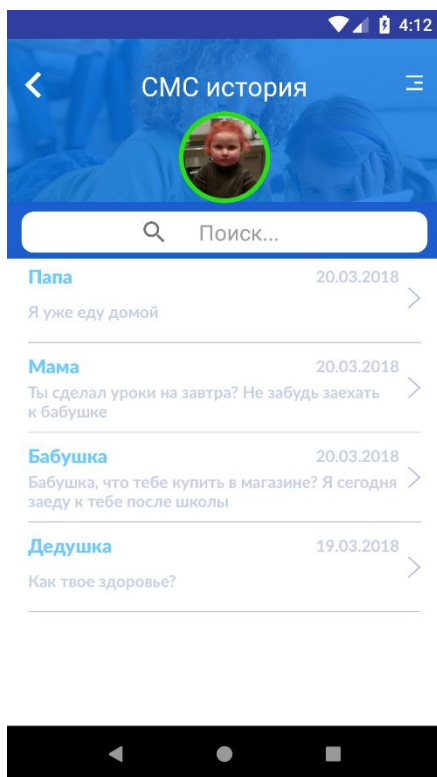 4:12
СМС история
Поиск...
Папа 20.03.2018
Я уже еду домой
Мама 20.03.2018
Ты сделал уроки на завтра? Не забудь заехать
к бабушке
Бабушка 20.03.2018
Бабушка, что тебе купить в магазине? Я сегодня
заеду к тебе после школы
Дедушка 19.03.2018
Как твое здоровье?